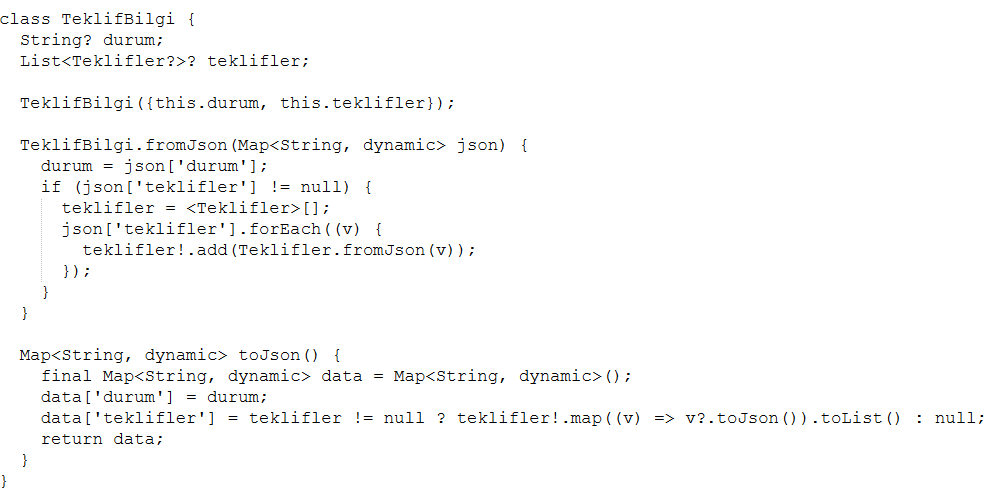 class TeklifBilgi {
  String? durum;
  List<Teklifler?>? teklifler;

  TeklifBilgi({this.durum, this.teklifler});

  TeklifBilgi.fromJson(Map<String, dynamic> json) {
    durum = json['durum'];
    if (json['teklifler'] != null) {
      teklifler = <Teklifler>[];
      json['teklifler'].forEach((v) {
        teklifler!.add(Teklifler.fromJson(v));
      });
    }
  }

  Map<String, dynamic> toJson() {
    final Map<String, dynamic> data = Map<String, dynamic>();
    data['durum'] = durum;
    data['teklifler'] = teklifler != null ? teklifler!.map((v) => v?.toJson()).toList() : null;
    return data;
  }
}